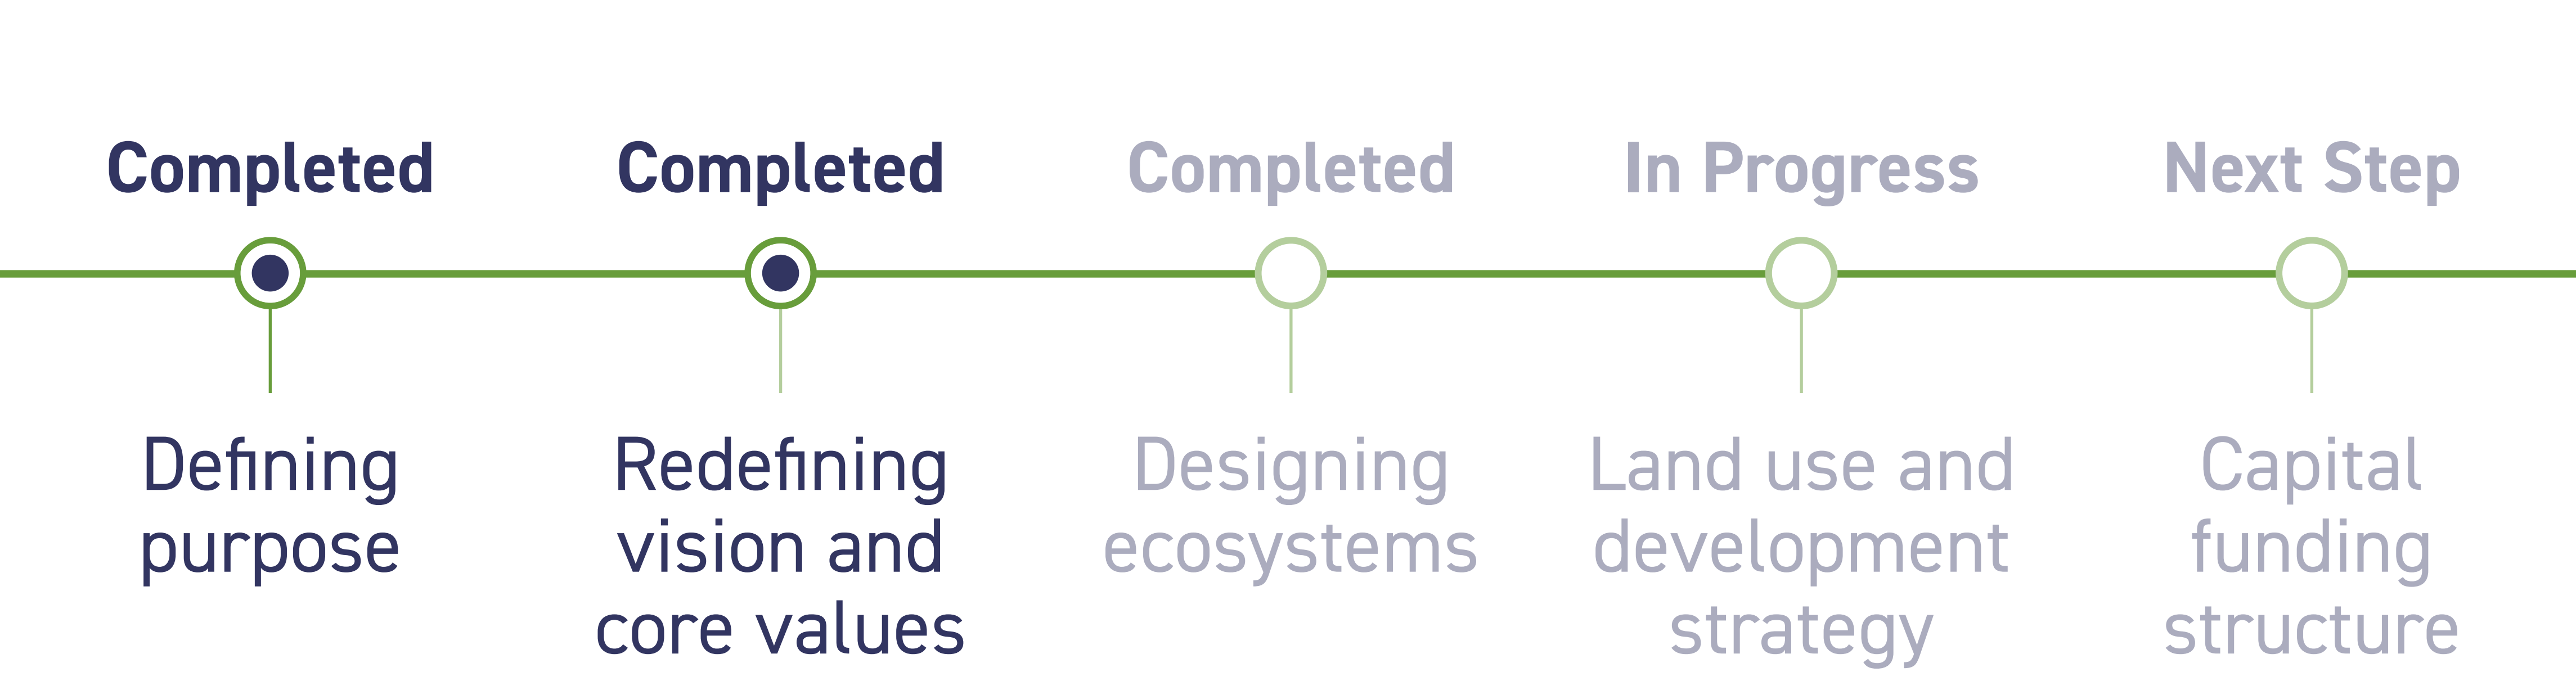 Completed
Defining
purpose
Completed
Redefining
vision and
core values
Completed
Designing
ecosystems
In Progress
Land use and
development
strategy
Next Step
Capital
funding
structure